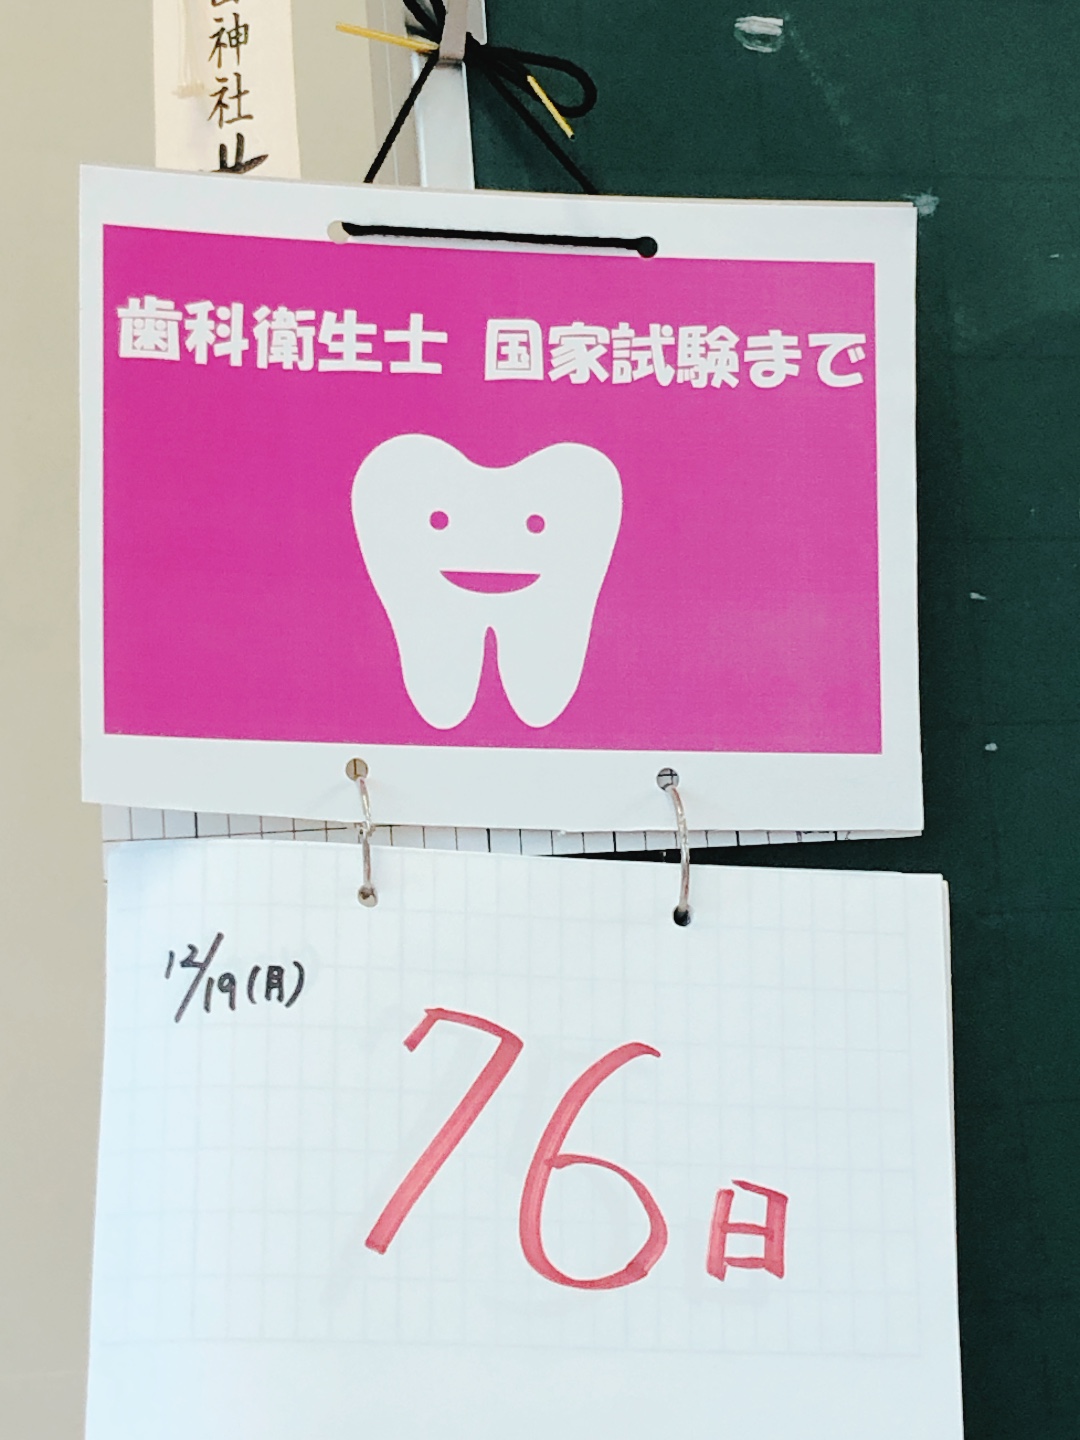 神社
歯科衛生士 国家試験まで
12/19(月)
76日